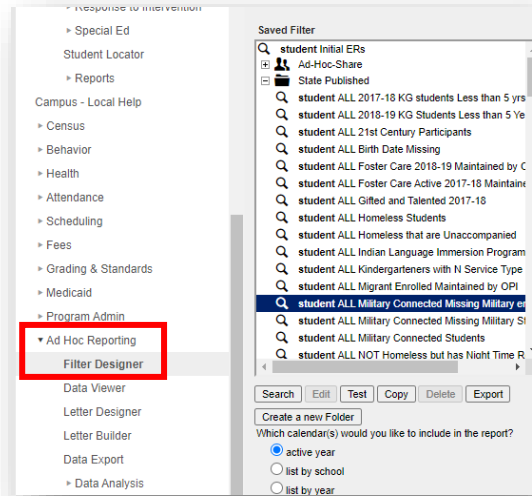 Response to Intervention
Special Ed
Student Locator
Reports
Campus - Local Help
Census
Behavior
Health
Attendance
Scheduling
Fees
Grading & Standards
Medicaid
Program Admin
Ad Hoc Reporting
Filter Designer
Data Viewer
Letter Designer
Letter Builder
Data Export
Data Analysis
Saved Filter
student Initial ERs
Ad-Hoc-Share
State Published
student ALL 2017-18 KG students Less than 5 yrs
student ALL 2018-19 KG Students Less than 5 Ye
student ALL 21st Century Participants
student ALL Birth Date Missing
student ALL Foster Care 2018-19 Maintained by O
student ALL Foster Care Active 2017-18 Maintaine
student ALL Gifted and Talented 2017-18
student ALL Homeless Students
student ALL Homeless that are Unaccompanied
student ALL Indian Language Immersion Program
student ALL Kindergarteners with N Service Type
student ALL Migrant Enrolled Maintained by OPI
student ALL Military Connected Missing Military en
student ALL Military Connected Missing Military St
student ALL Military Connected Students
student ALL NOT Homeless but has Night Time R
Search Edit Test Copy Delete Export
Create a new Folder
Which calendar(s) would you like to include in the report?
active year
list by school
list by year